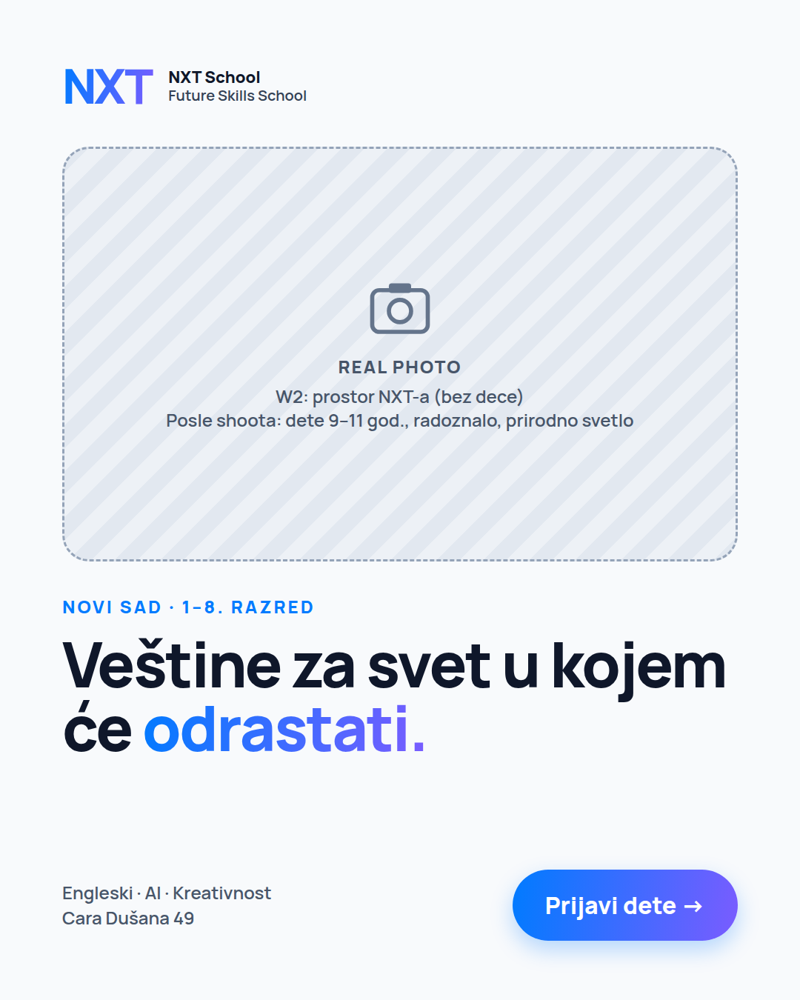 NXT
NXT School
Future Skills School
REAL PHOTO
W2: prostor NXT-a (bez dece)
Posle shoota: dete 9–11 god., radoznalo, prirodno svetlo
NOVI SAD · 1–8. RAZRED
Veštine za svet u kojem
će odrastati.
Engleski · AI · Kreativnost
Cara Dušana 49
Prijavi dete →